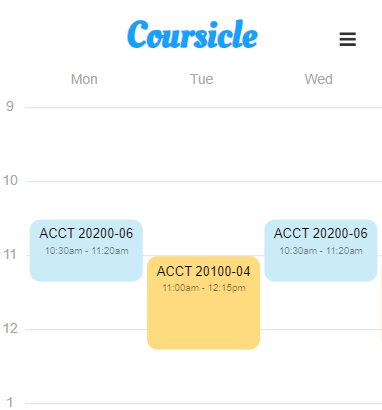 Coursicle
Mon Tue Wed
9
10
ACCT 20200-06 ACCT 20200-06
10:30am - 11:20am 10:30am - 11:20am
11
ACCT 20100-04
11:00am - 12:15pm
12
1